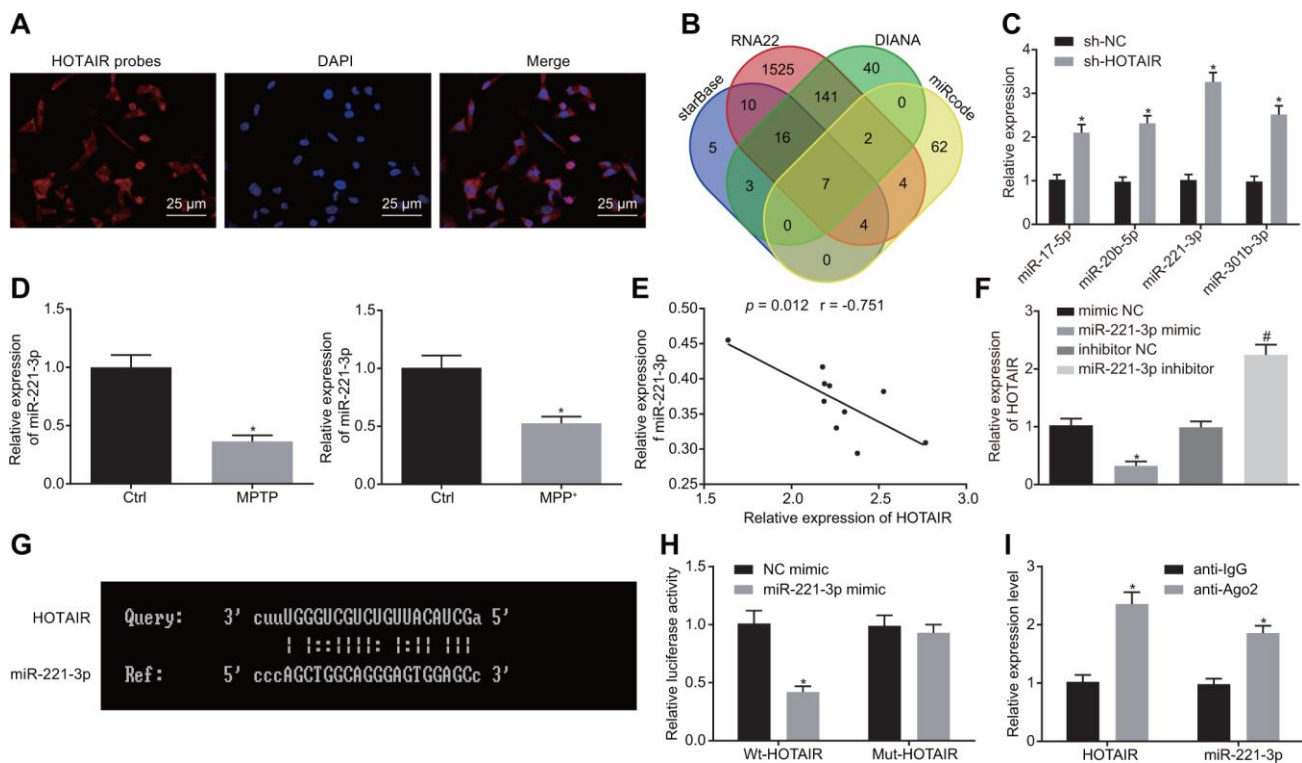 A
HOTAIR probes
DAPI
Merge
25 µm
25 µm
25 µm
B
RNA22
DIANA
starBase
miRcode
1525
40
10
141
0
5
16
2
62
3
7
4
0
4
0
C
sh-NC
sh-HOTAIR
Relative expression
4
3
2
1
0
*
*
*
*
miR-17-5p
miR-20b-5p
miR-221-3p
miR-301b-3p
D
Relative expression
of miR-221-3p
1.5
1.0
0.5
0.0
*
Ctrl
MPTP
Relative expression
of miR-221-3p
1.5
1.0
0.5
0.0
*
Ctrl
MPP⁺
E
p = 0.012 r = -0.751
Relative expressiono
f miR-221-3p
0.45
0.40
0.35
0.30
0.25
1.5
2.0
2.5
3.0
Relative expression of HOTAIR
F
mimic NC
miR-221-3p mimic
inhibitor NC
miR-221-3p inhibitor
Relative expression
of HOTAIR
3
2
1
0
*
#
G
HOTAIR
Query: 3' cuuUGGGUCGUCUGUUACAUCGa 5'
| |::||||: |:|| |||
miR-221-3p
Ref: 5' cccAGCTGGCAGGGAGTGGAGCc 3'
H
NC mimic
miR-221-3p mimic
Relative luciferase activity
1.5
1.0
0.5
0.0
*
Wt-HOTAIR
Mut-HOTAIR
I
anti-IgG
anti-Ago2
Relative expression level
3
2
1
0
*
*
HOTAIR
miR-221-3p